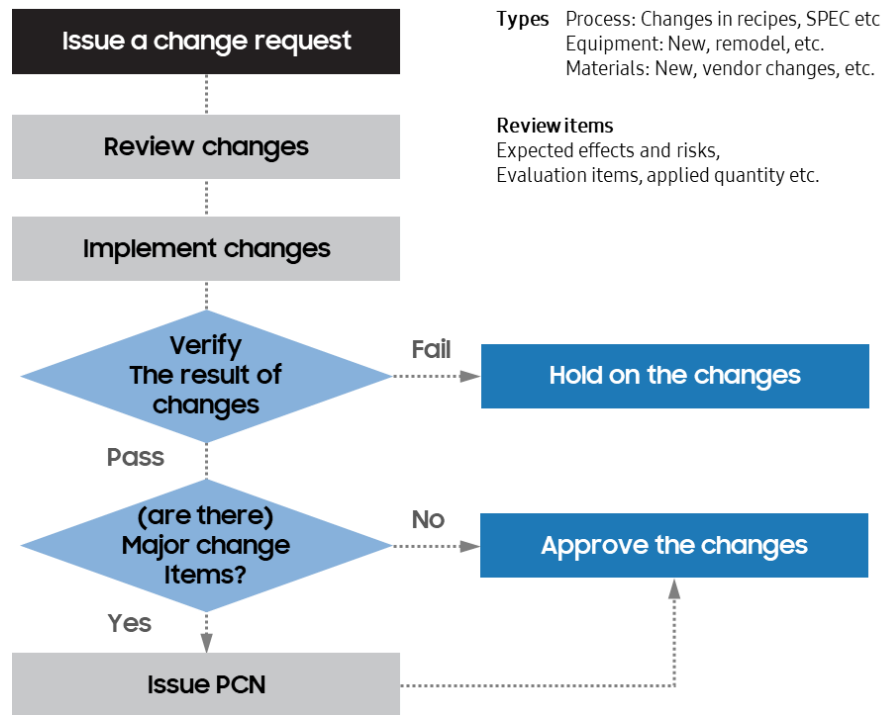 Issue a change request
Types Process: Changes in recipes, SPEC etc
Equipment: New, remodel, etc.
Materials: New, vendor changes, etc.
Review changes
Review items
Expected effects and risks,
Evaluation items, applied quantity etc.
Implement changes
Verify
The result of
changes
Fail
Hold on the changes
Pass
(are there)
Major change
Items?
No
Approve the changes
Yes
Issue PCN